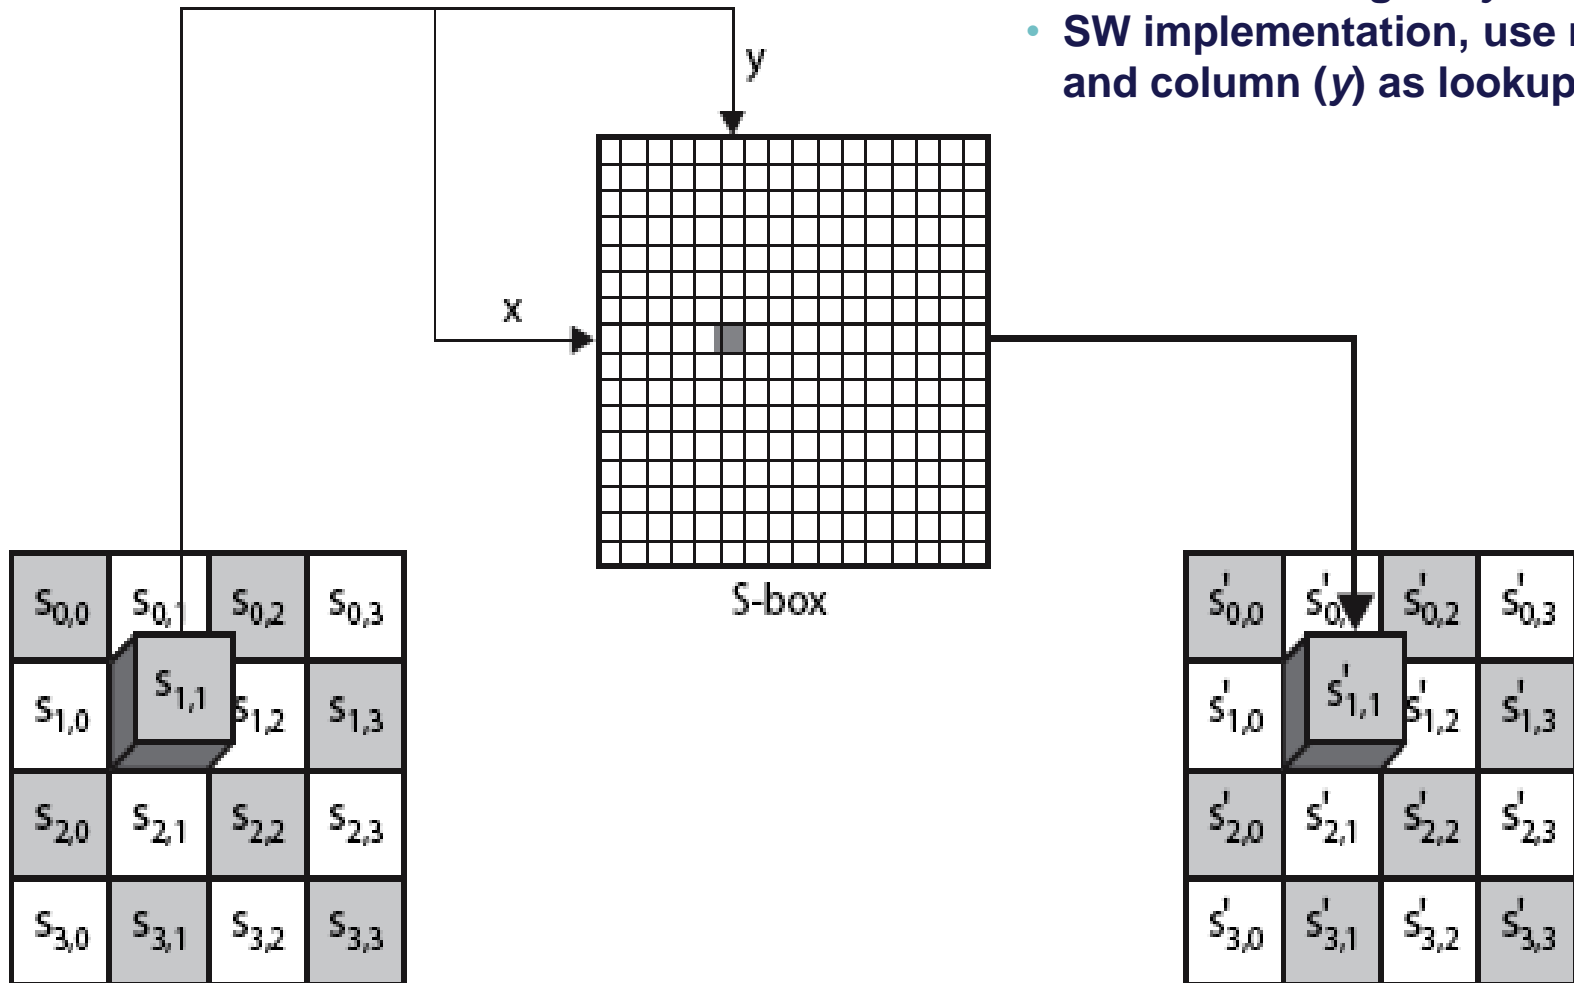 • SW implementation, use
and column (y) as lookup
y
x
S-box
S0,0 S0,1 S0,2 S0,3
S1,0 S1,1 S1,2 S1,3
S2,0 S2,1 S2,2 S2,3
S3,0 S3,1 S3,2 S3,3
S'0,0 S'0, S'0,2 S'0,3
S'1,0 S'1,1 S'1,2 S'1,3
S'2,0 S'2,1 S'2,2 S'2,3
S'3,0 S'3,1 S'3,2 S'3,3